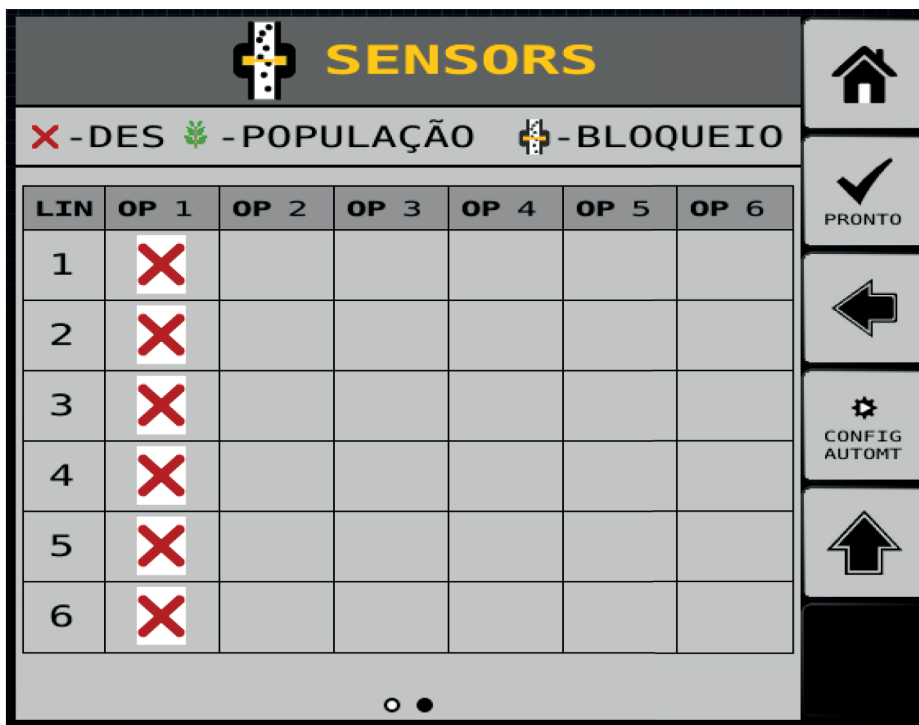 SENSORS
-DES -POPULAÇÃO -BLOQUEIO
LIN OP 1 OP 2 OP 3 OP 4 OP 5 OP 6
1
2
3
4
5
6
PRONTO
CONFIG
AUTOMT